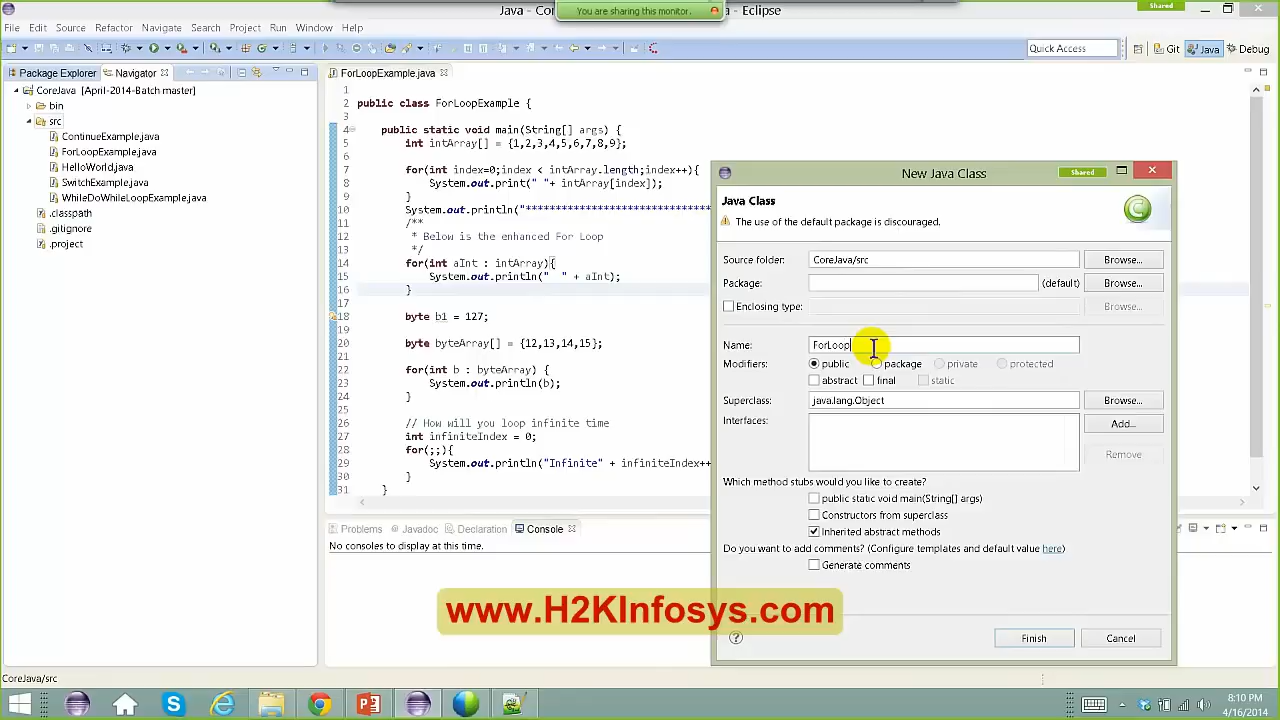 Java - Cor
You are sharing this monitor.
e - Eclipse
Shared
File Edit Source Refactor Navigate Search Project Run Window Help
Quick Access
Git
Java
Debug
Package Explorer
Navigator
ForLoopExample.java
CoreJava [April-2014-Batch master]
bin
src
ContinueExample.java
ForLoopExample.java
HelloWorld.java
SwitchExample.java
WhileDoWhileLoopExample.java
.classpath
.gitignore
.project
1
2 public class ForLoopExample {
3
4 public static void main(String[] args) {
5 int intArray[] = {1,2,3,4,5,6,7,8,9};
6
7 for(int index=0;index < intArray.length;index++){
8 System.out.print(" "+ intArray[index]);
9 }
10 System.out.println("***********************************
11 /**
12 * Below is the enhanced For Loop
13 */
14 for(int aInt : intArray){
15 System.out.println("  " + aInt);
16 }
17
18 byte b1 = 127;
19
20 byte byteArray[] = {12,13,14,15};
21
22 for(int b : byteArray) {
23 System.out.println(b);
24 }
25
26 // How will you loop infinite time
27 int infiniteIndex = 0;
28 for(;;){
29 System.out.println("Infinite" + infiniteIndex++
30 }
31 }
New Java Class
Shared
Java Class
The use of the default package is discouraged.
Source folder: CoreJava/src Browse...
Package: (default) Browse...
Enclosing type: Browse...
Name: ForLoop
Modifiers: public package private protected
abstract final static
Superclass: java.lang.Object Browse...
Interfaces: Add...
Remove
Which method stubs would you like to create?
public static void main(String[] args)
Constructors from superclass
Inherited abstract methods
Do you want to add comments? (Configure templates and default value here)
Generate comments
Finish
Cancel
Problems
Javadoc
Declaration
Console
No consoles to display at this time.
www.H2KInfosys.com
CoreJava/src
8:10 PM
4/16/2014